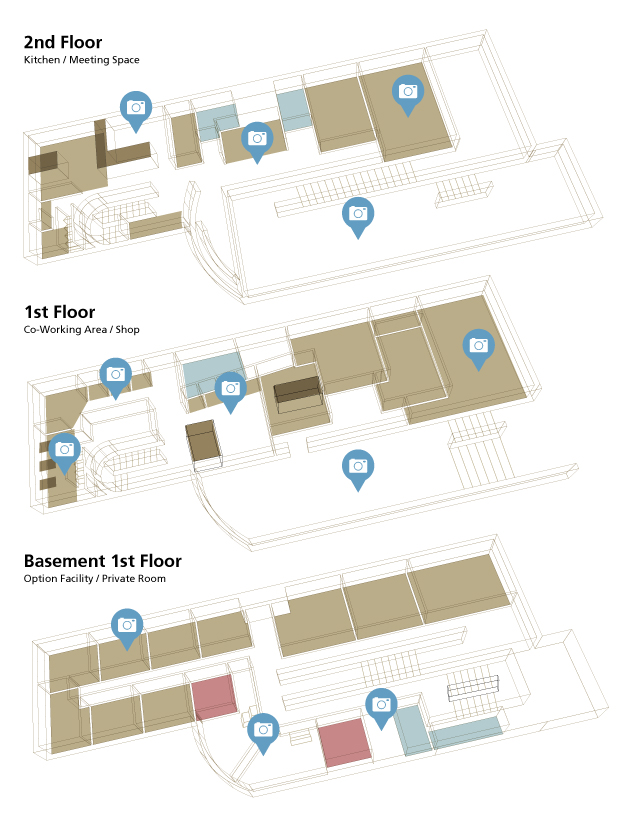 2nd Floor
Kitchen / Meeting Space
1st Floor
Co-Working Area / Shop
Basement 1st Floor
Option Facility / Private Room